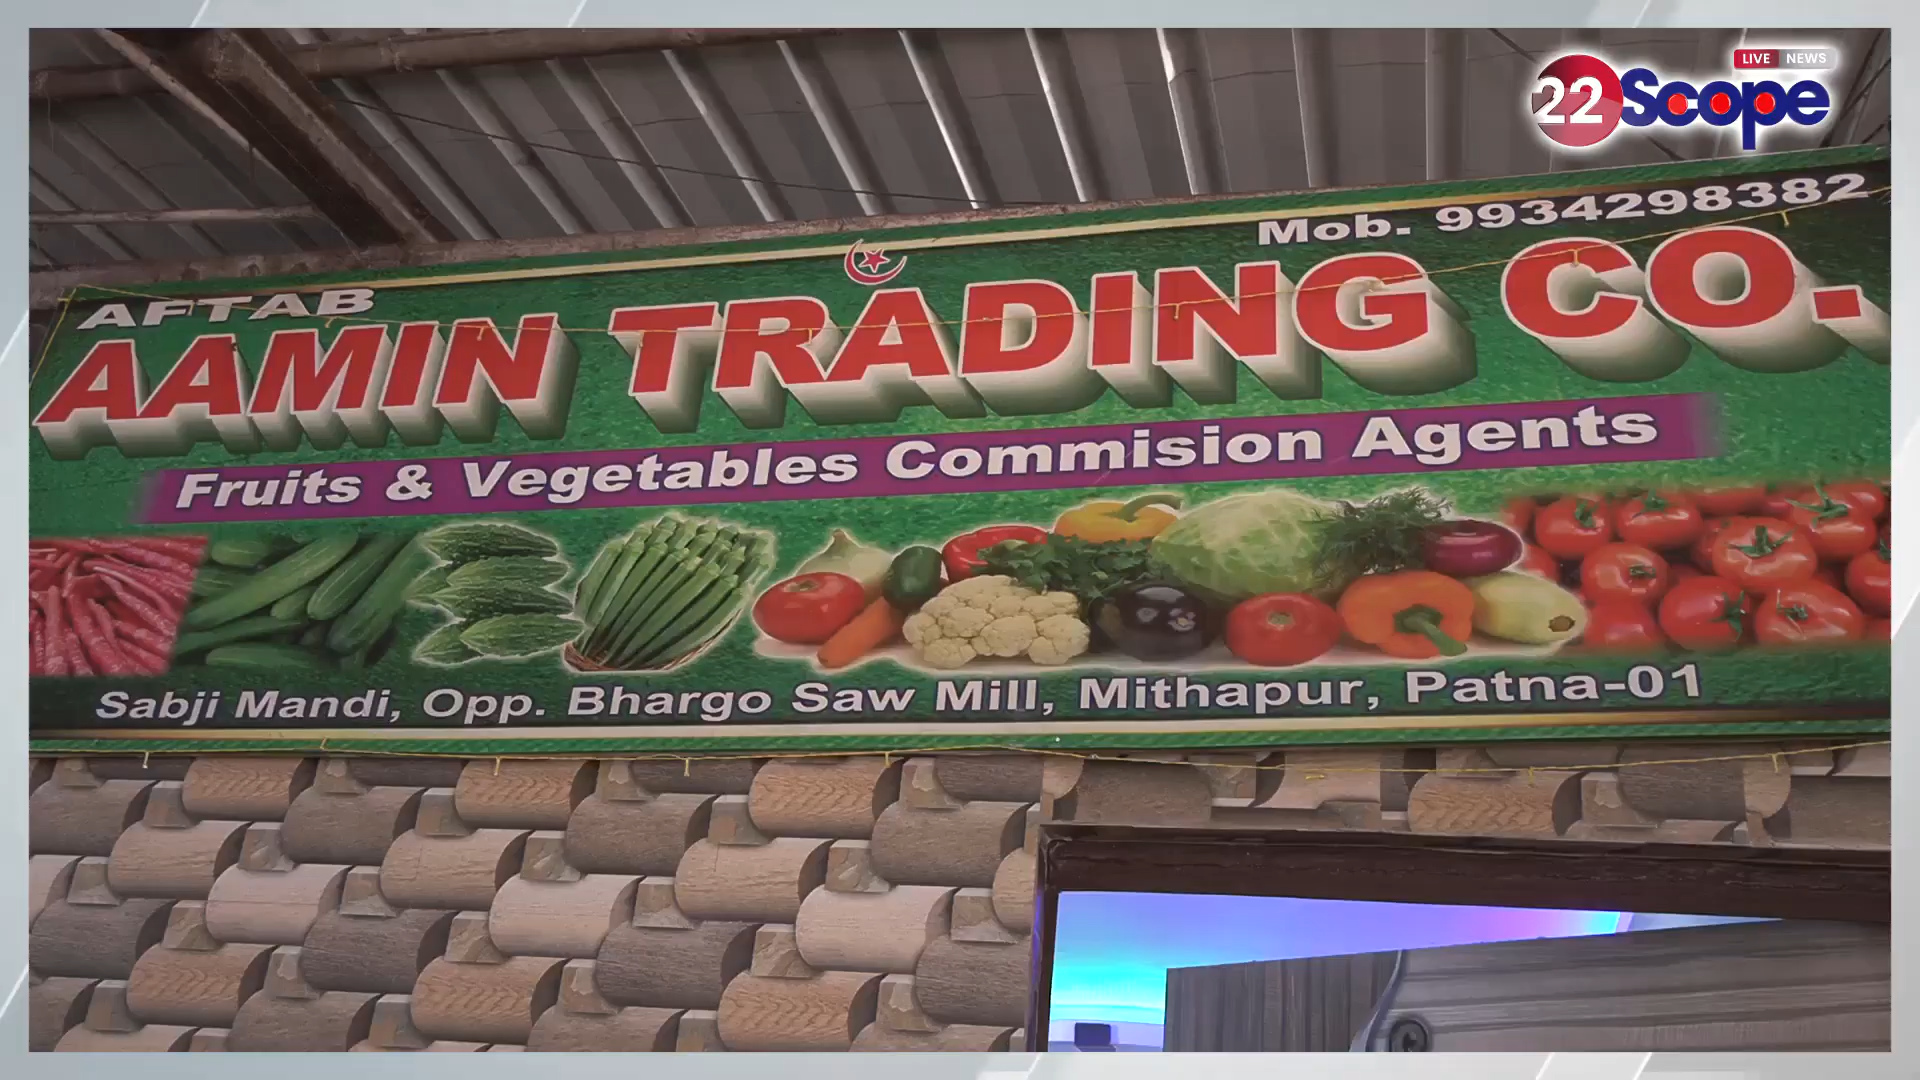 LIVE NEWS
22Scope
Mob. 9934298382
AFTAB
AAMIN TRADING CO.
Fruits & Vegetables Commision Agents
Sabji Mandi, Opp. Bhargo Saw Mill, Mithapur, Patna-01